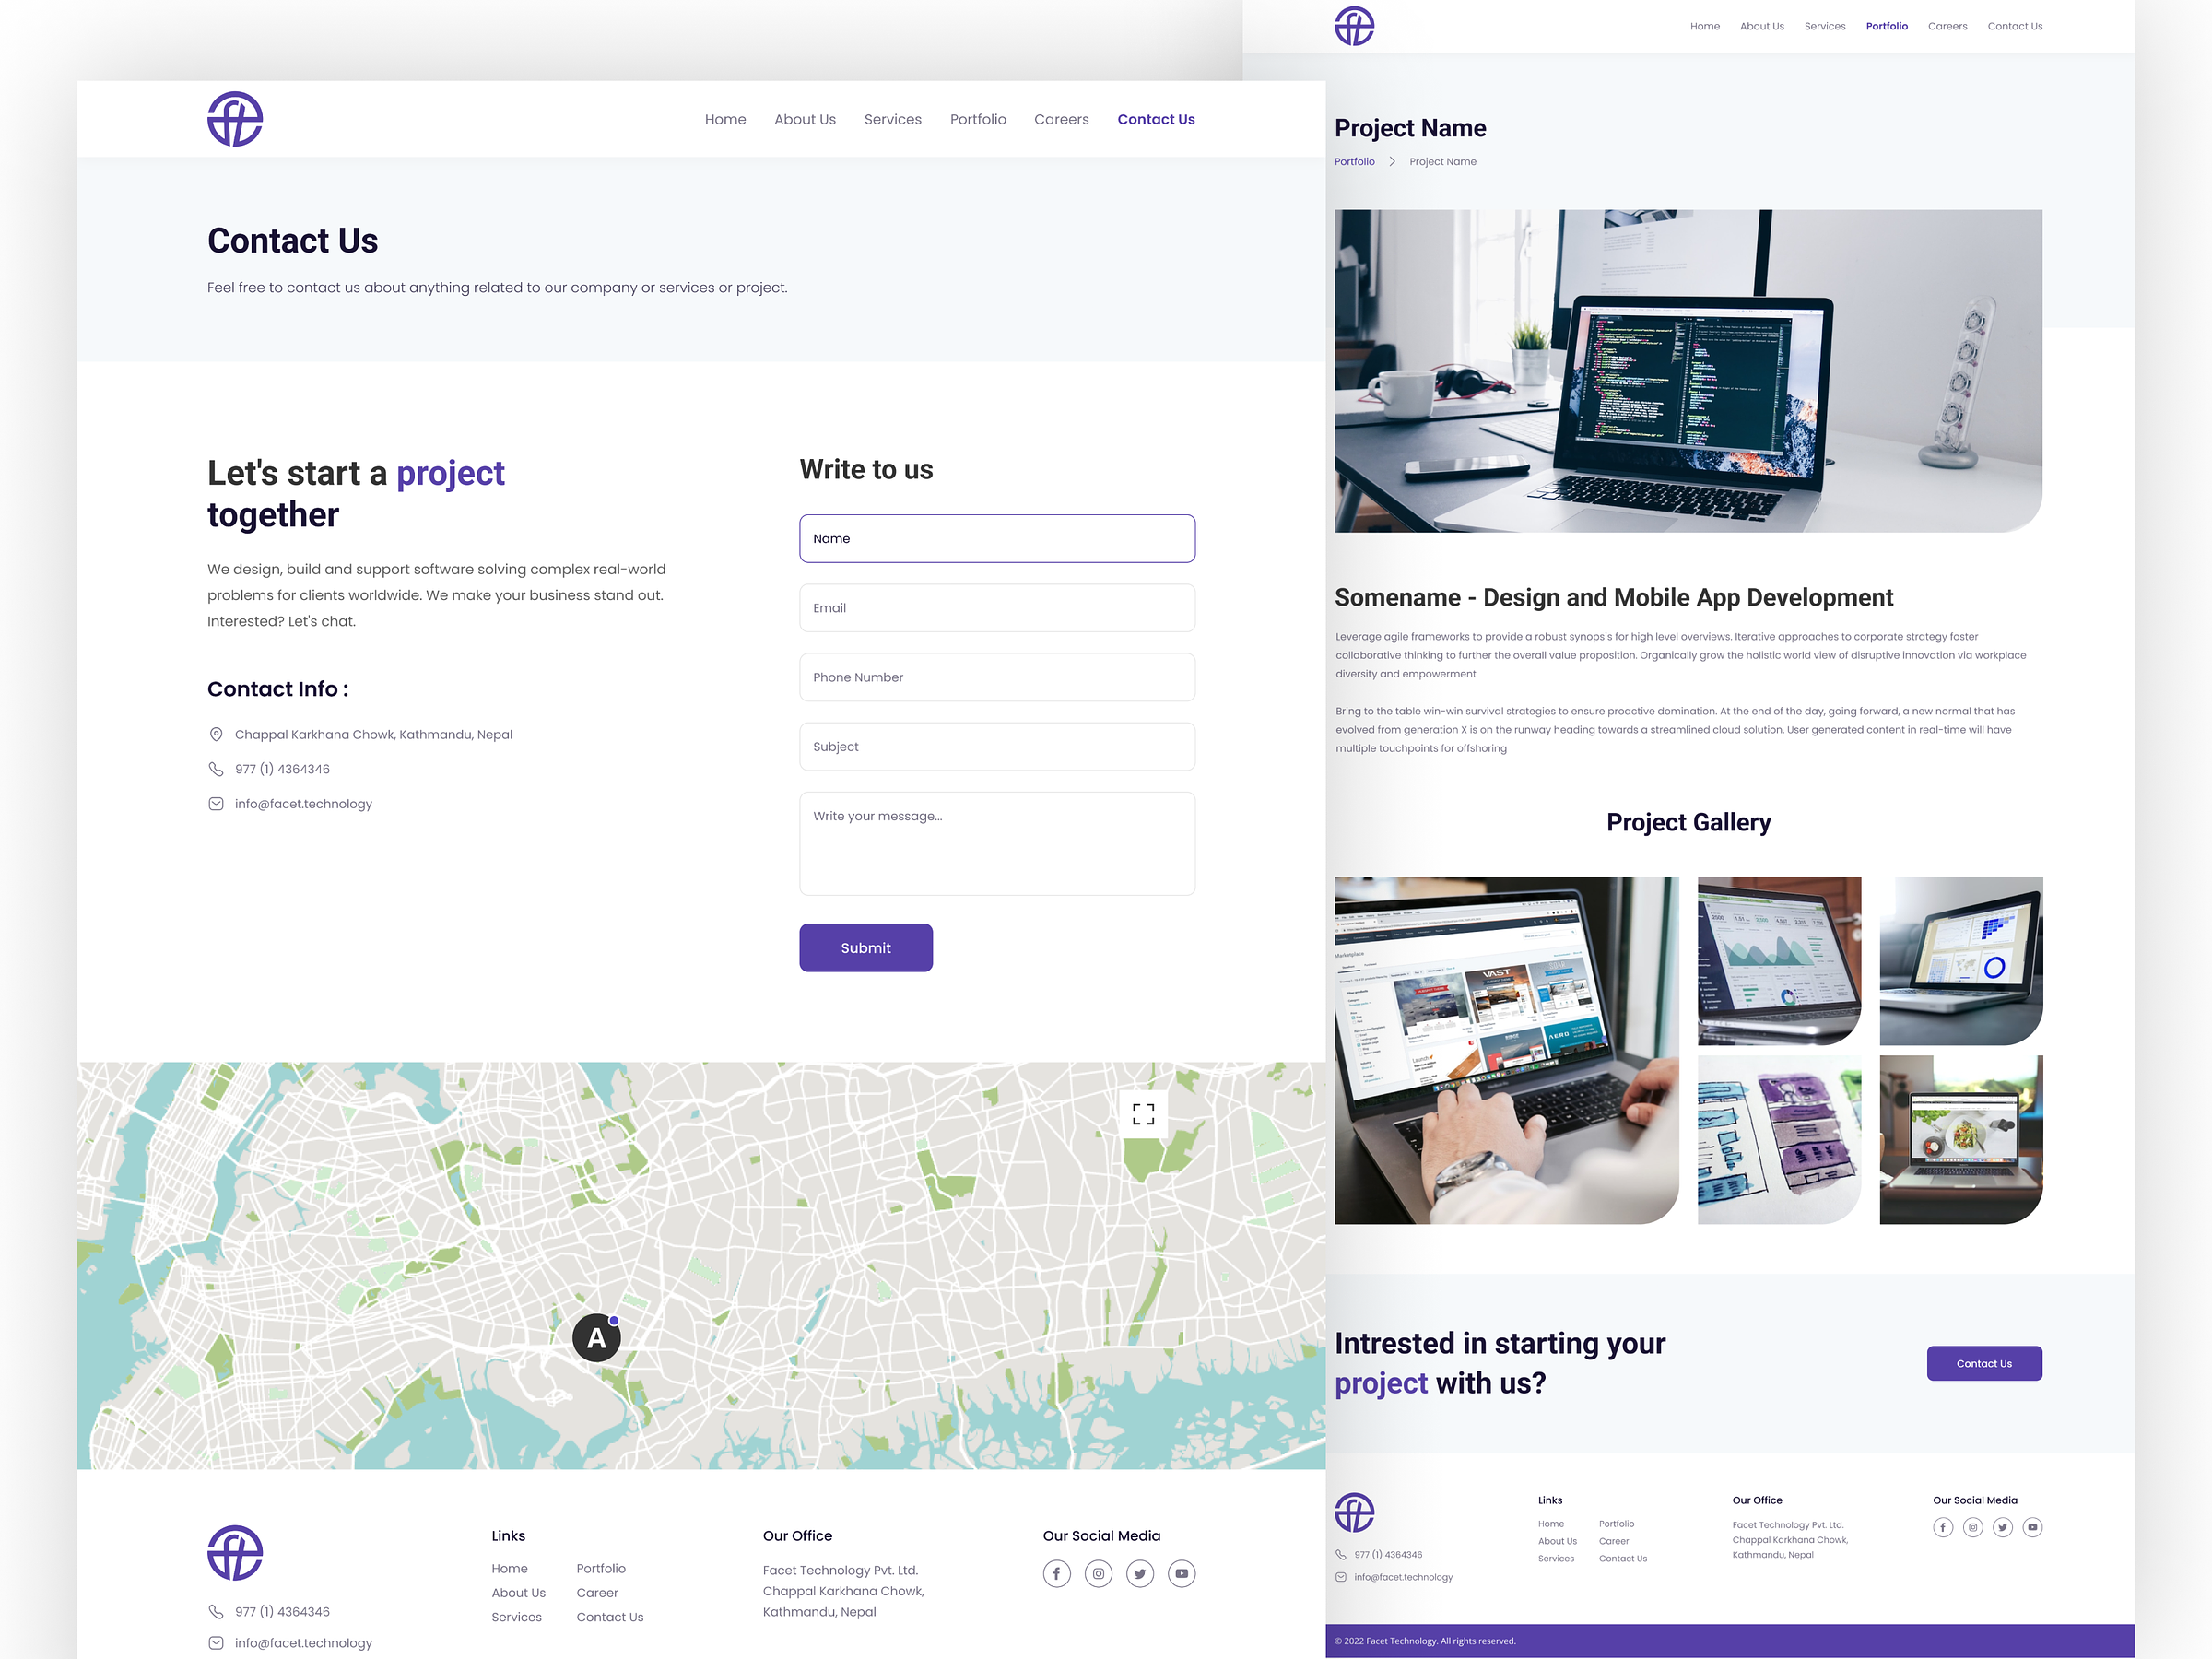 Home About Us Services Portfolio Careers Contact Us
Contact Us
Feel free to contact us about anything related to our company or services or project.
Let's start a project
together
We design, build and support software solving complex real-world
problems for clients worldwide. We make your business stand out.
Interested? Let's chat.
Contact Info :
Chappal Karkhana Chowk, Kathmandu, Nepal
977 (1) 4364346
info@facet.technology
Write to us
Name
Email
Phone Number
Subject
Write your message...
Submit
A
977 (1) 4364346
info@facet.technology
Links
Home Portfolio
About Us Career
Services Contact Us
Our Office
Facet Technology Pvt. Ltd.
Chappal Karkhana Chowk,
Kathmandu, Nepal
Our Social Media
Home About Us Services Portfolio Careers Contact Us
Project Name
Portfolio Project Name
Somename - Design and Mobile App Development
Leverage agile frameworks to provide a robust synopsis for high level overviews. Iterative approaches to corporate strategy foster
collaborative thinking to further the overall value proposition. Organically grow the holistic world view of disruptive innovation via workplace
diversity and empowerment
Bring to the table win-win survival strategies to ensure proactive domination. At the end of the day, going forward, a new normal that has
evolved from generation X is on the runway heading towards a streamlined cloud solution. User generated content in real-time will have
multiple touchpoints for offshoring
Project Gallery
Marketplace
VAST
AERO
Intrested in starting your
project with us?
Contact Us
977 (1) 4364346
info@facet.technology
Links
Home Portfolio
About Us Career
Services Contact Us
Our Office
Facet Technology Pvt. Ltd.
Chappal Karkhana Chowk,
Kathmandu, Nepal
Our Social Media
© 2022 Facet Technology. All rights reserved.